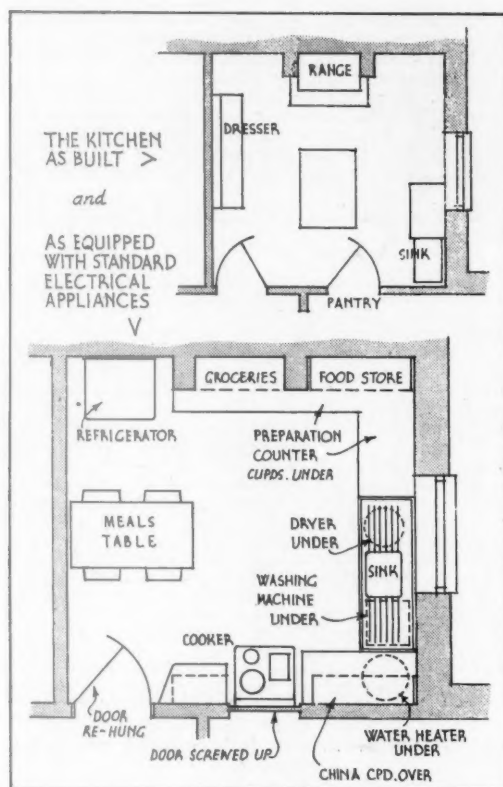 RANGE
DRESSER
THE KITCHEN
AS BUILT >
and
AS EQUIPPED
WITH STANDARD
ELECTRICAL
APPLIANCES
V
SINK
PANTRY
GROCERIES
FOOD STORE
REFRIGERATOR
PREPARATION
COUNTER
CUPDS. UNDER
MEALS
TABLE
DRYER
UNDER
SINK
WASHING
MACHINE
UNDER
COOKER
DOOR
RE-HUNG
DOOR SCREWED UP
WATER HEATER
UNDER
CHINA CPD. OVER